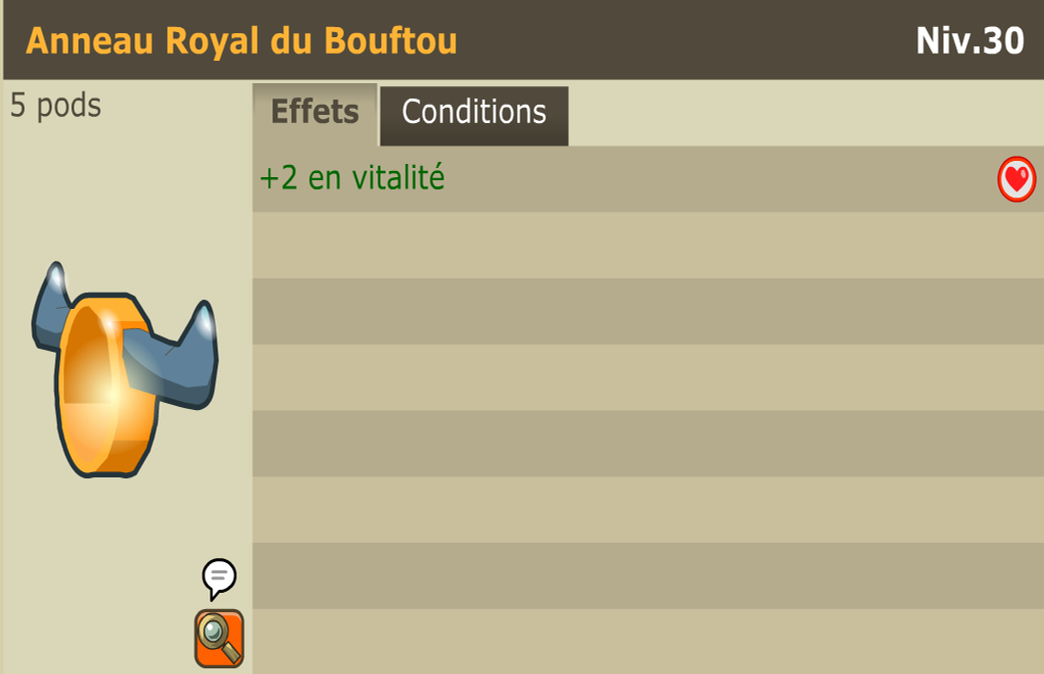 Anneau Royal du Bouftou
Niv.30
5 pods
Effets
Conditions
+2 en vitalité